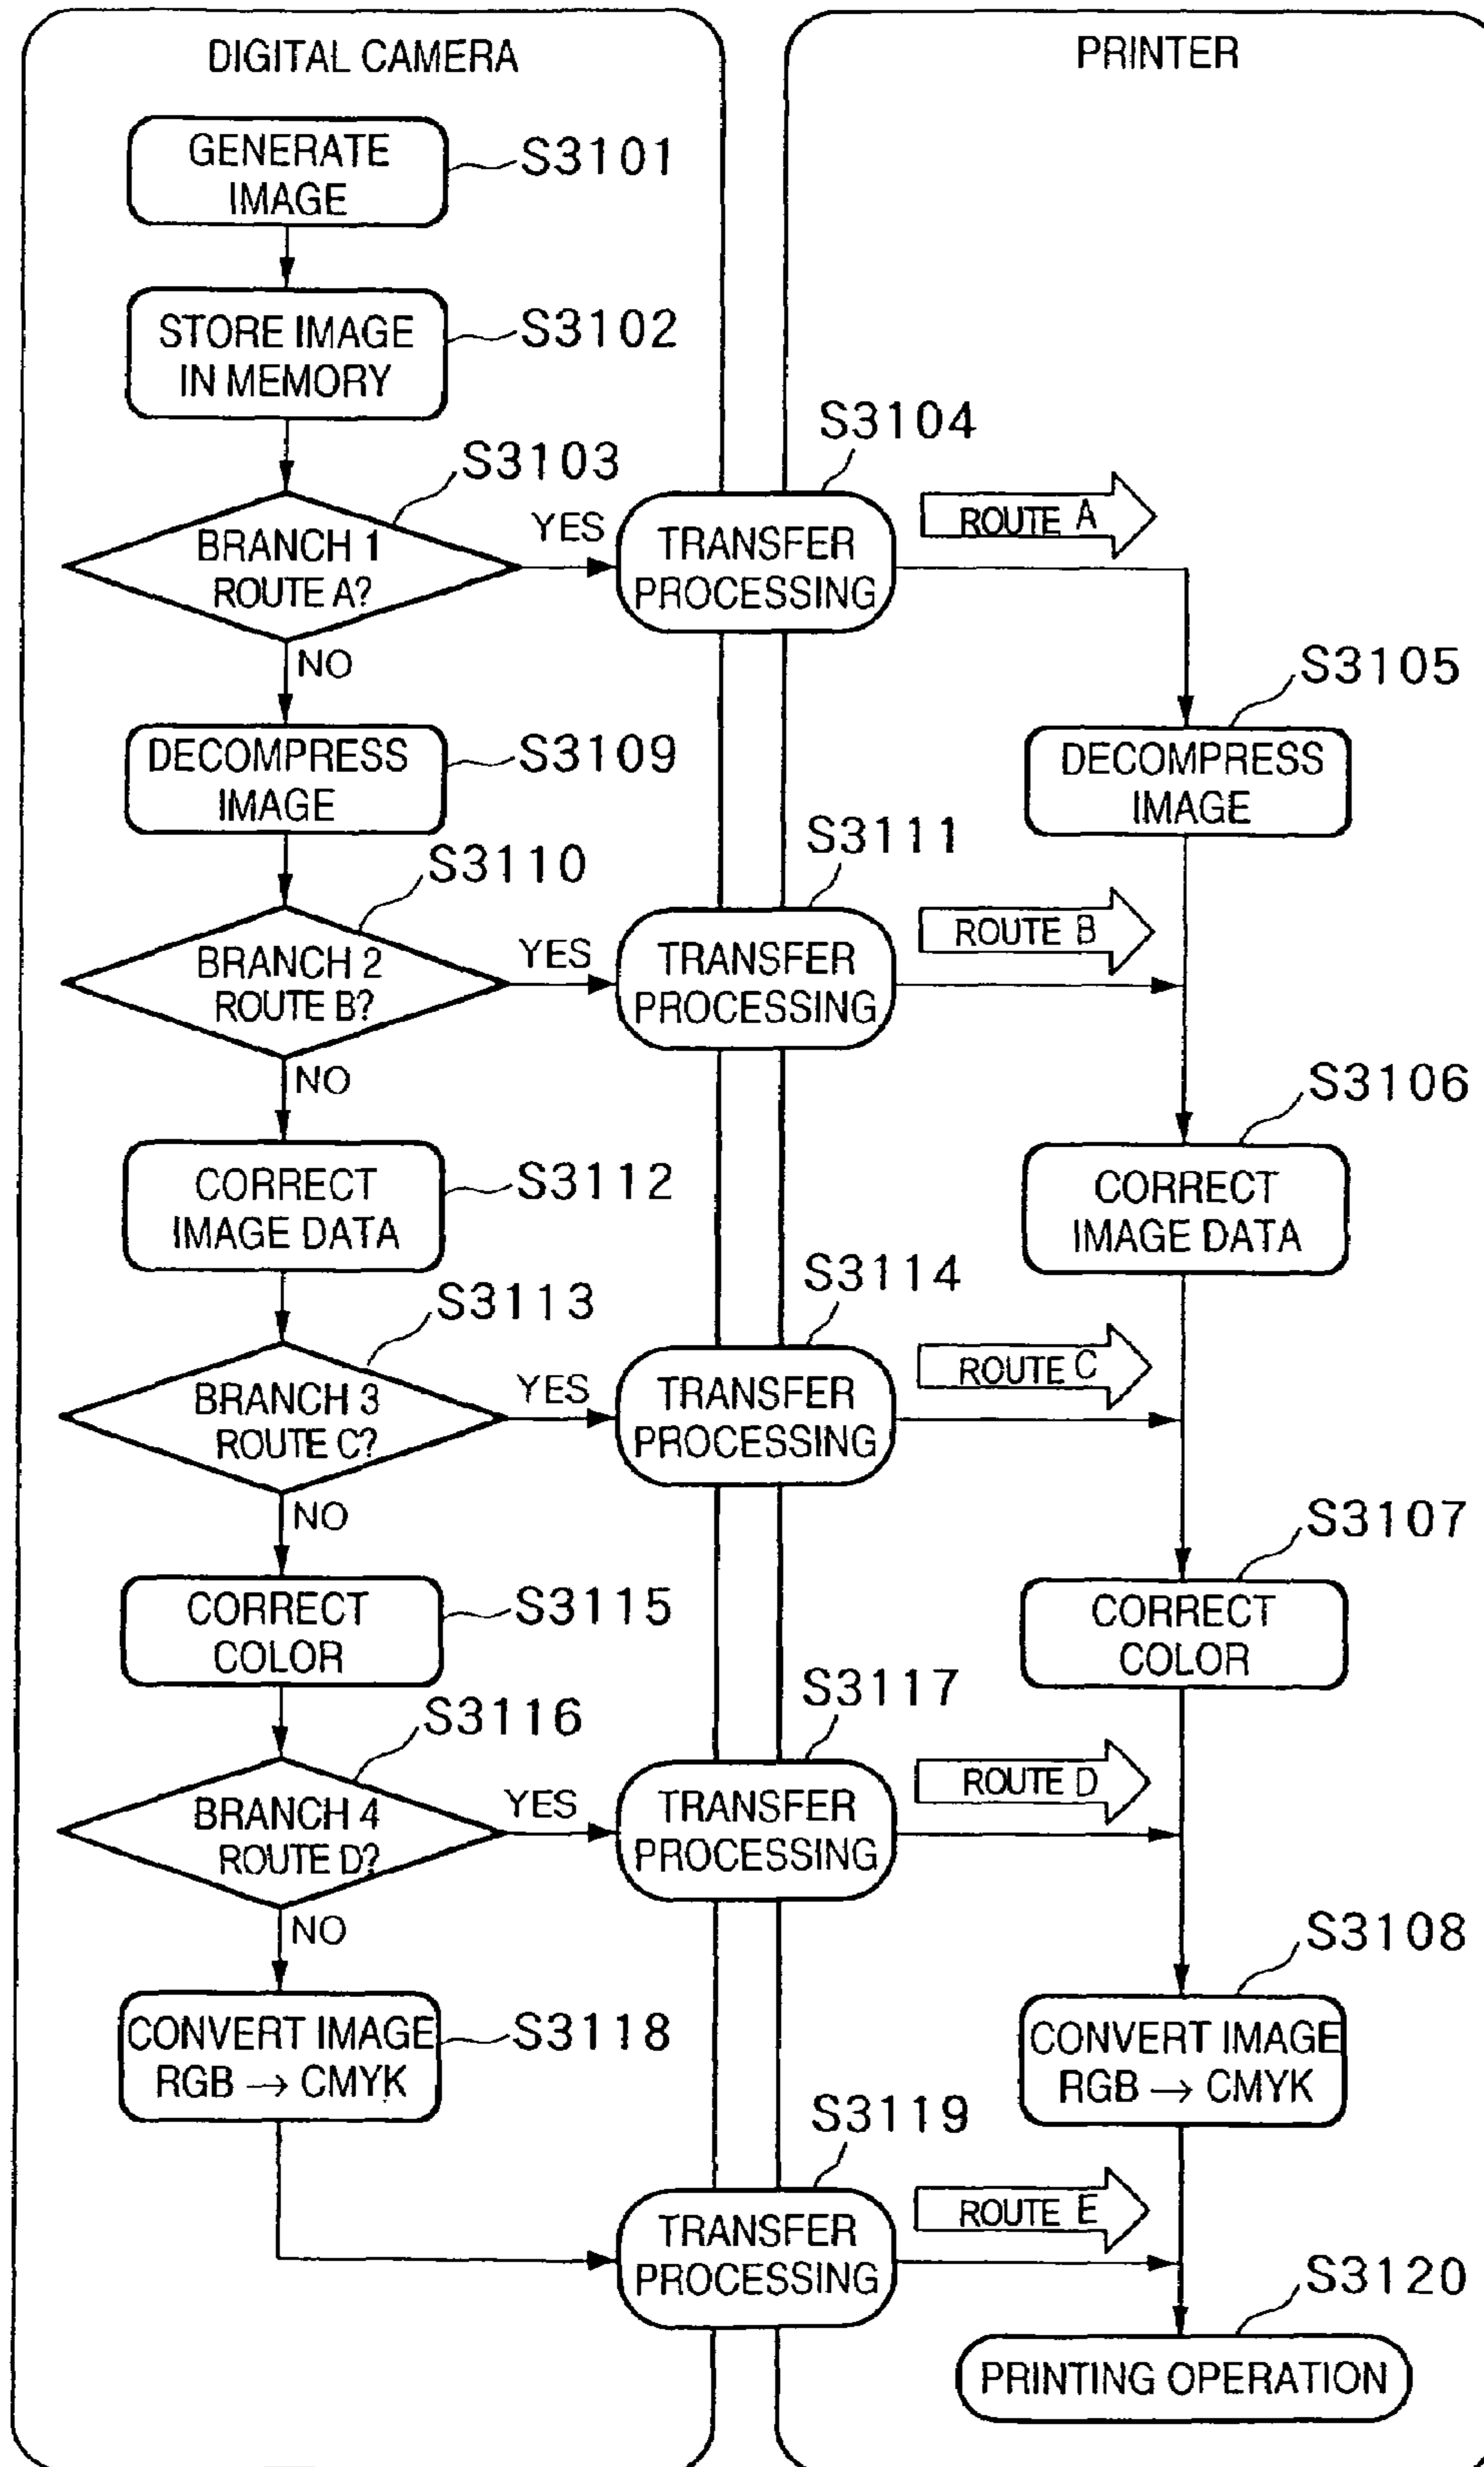 DIGITAL CAMERA
PRINTER
GENERATE
IMAGE
S3101
STORE IMAGE
IN MEMORY
S3102
S3103
BRANCH 1
ROUTE A?
YES
NO
S3104
TRANSFER
PROCESSING
ROUTE A
S3105
DECOMPRESS
IMAGE
DECOMPRESS
IMAGE
S3109
S3110
BRANCH 2
ROUTE B?
YES
NO
S3111
TRANSFER
PROCESSING
ROUTE B
S3106
CORRECT
IMAGE DATA
CORRECT
IMAGE DATA
S3112
S3113
BRANCH 3
ROUTE C?
YES
NO
S3114
TRANSFER
PROCESSING
ROUTE C
S3107
CORRECT
COLOR
CORRECT
COLOR
S3115
S3116
BRANCH 4
ROUTE D?
YES
NO
S3117
TRANSFER
PROCESSING
ROUTE D
S3108
CONVERT IMAGE
RGB → CMYK
CONVERT IMAGE
RGB → CMYK
S3118
S3119
TRANSFER
PROCESSING
ROUTE E
S3120
PRINTING OPERATION